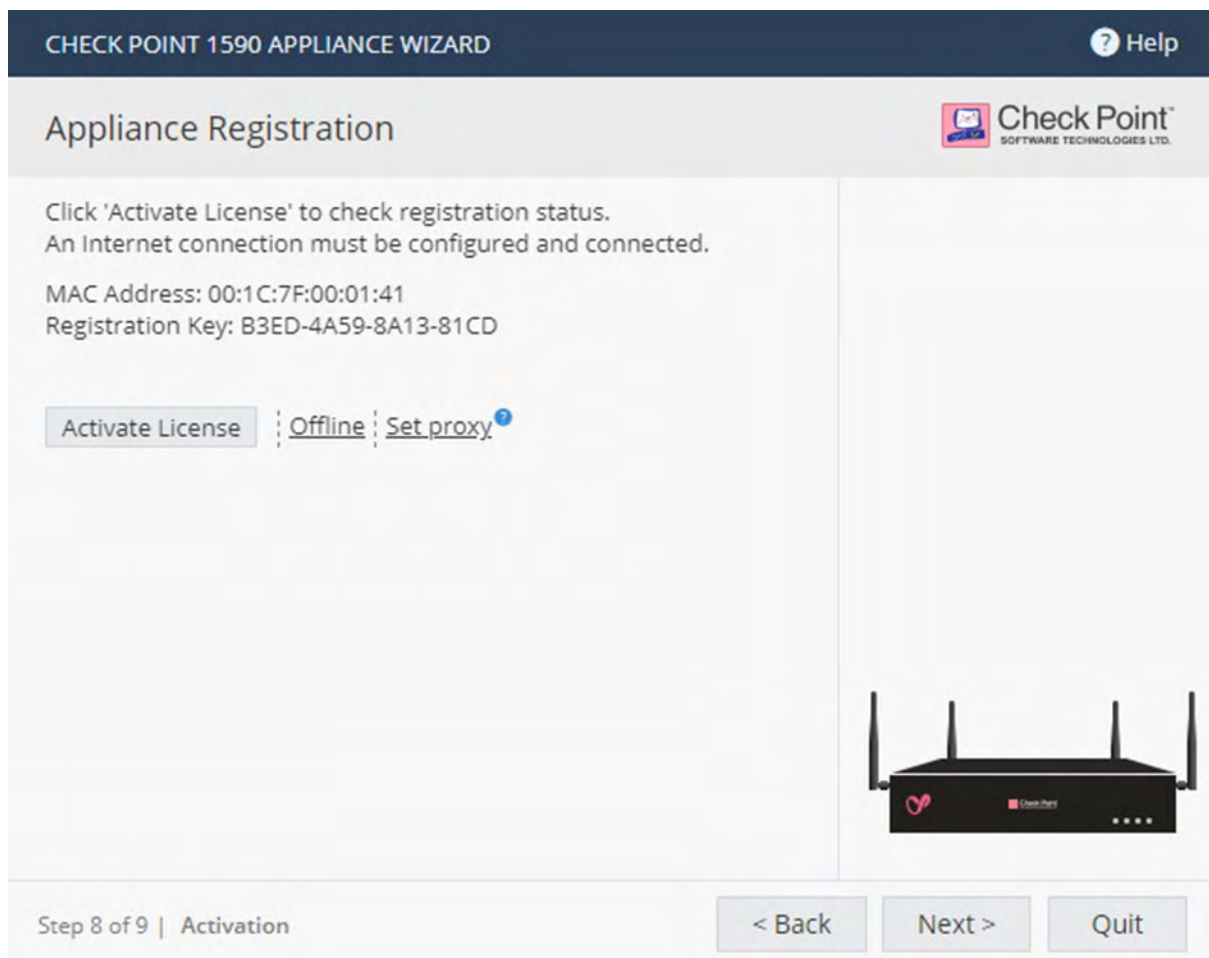 CHECK POINT 1590 APPLIANCE WIZARD
? Help
Appliance Registration
Check Point™
SOFTWARE TECHNOLOGIES LTD.
Click 'Activate License' to check registration status.
An Internet connection must be configured and connected.
MAC Address: 00:1C:7F:00:01:41
Registration Key: B3ED-4A59-8A13-81CD
Activate License Offline Set proxy ?
Check Point
Step 8 of 9 | Activation
< Back Next > Quit